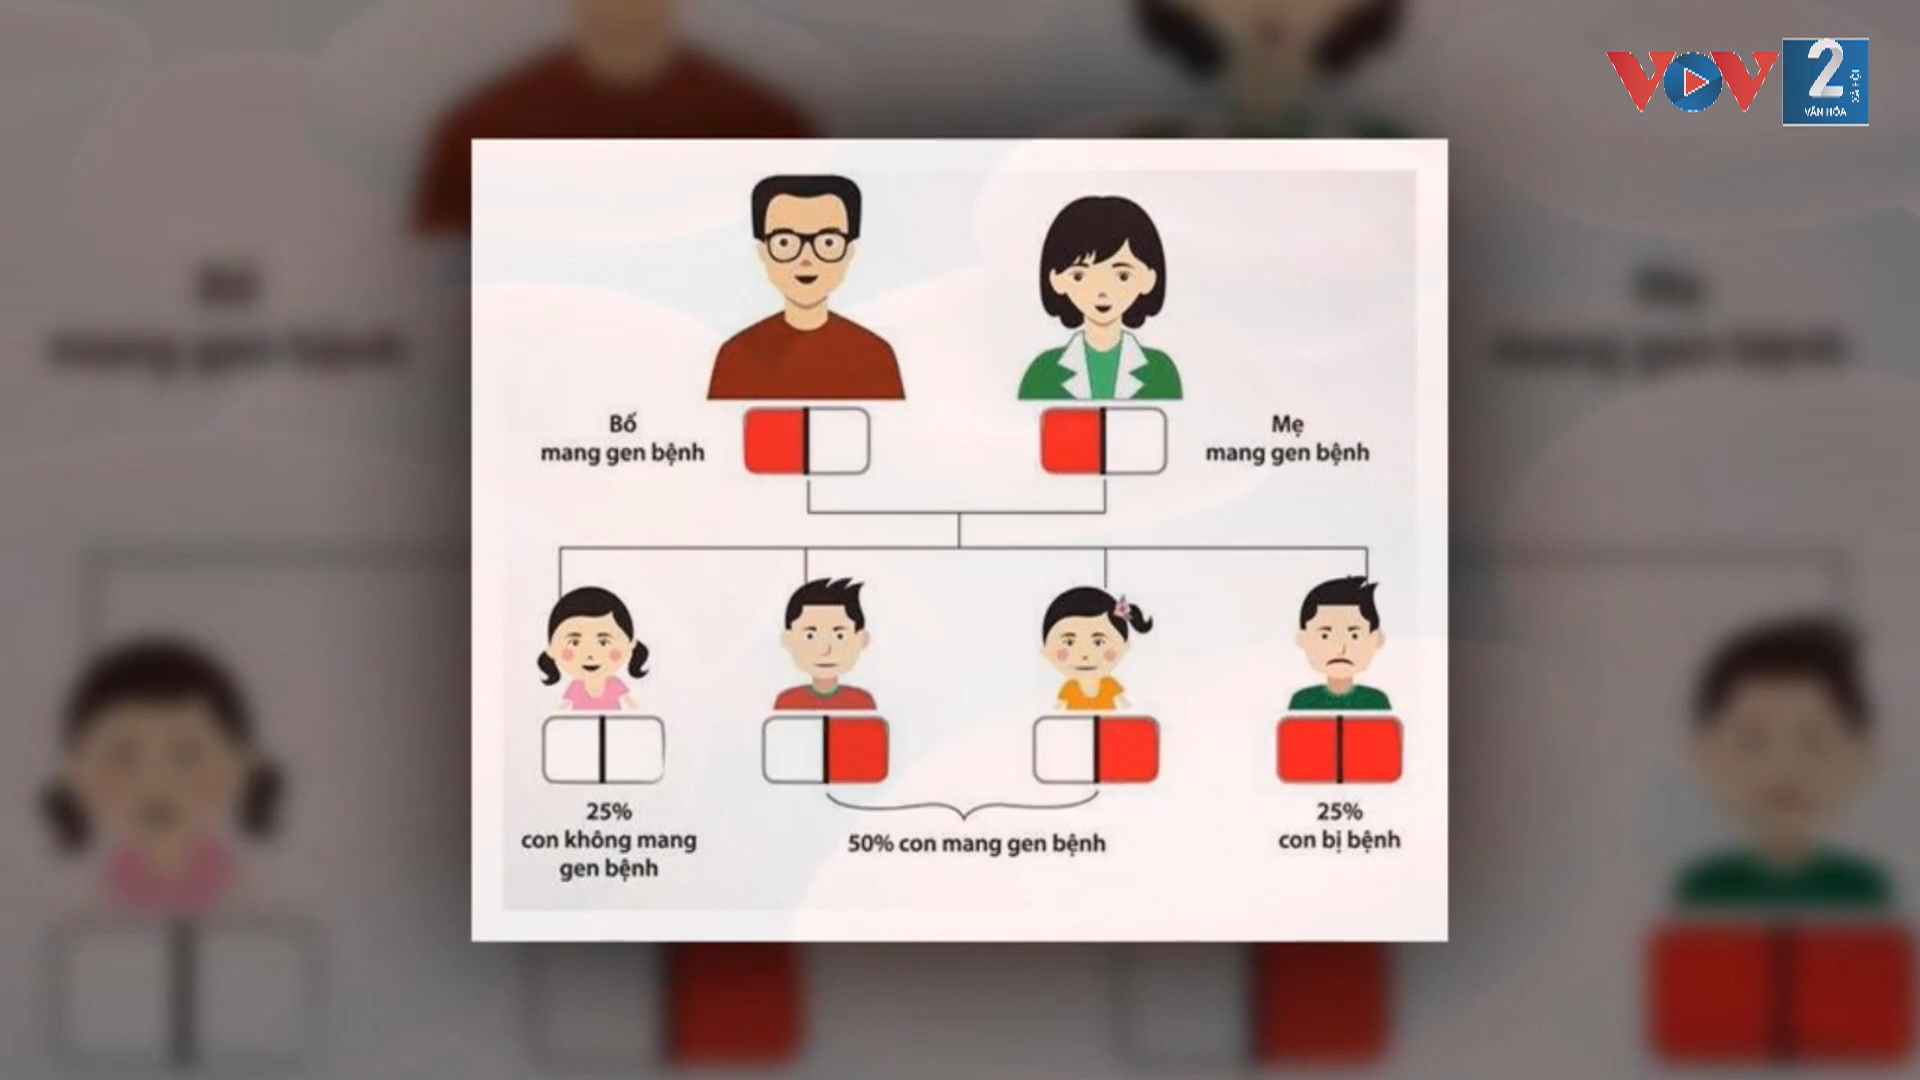 VOV
2
VĂN HÓA
XÃ HỘI
Bố
mang gen bệnh
Mẹ
mang gen bệnh
25%
con không mang
gen bệnh
50% con mang gen bệnh
25%
con bị bệnh